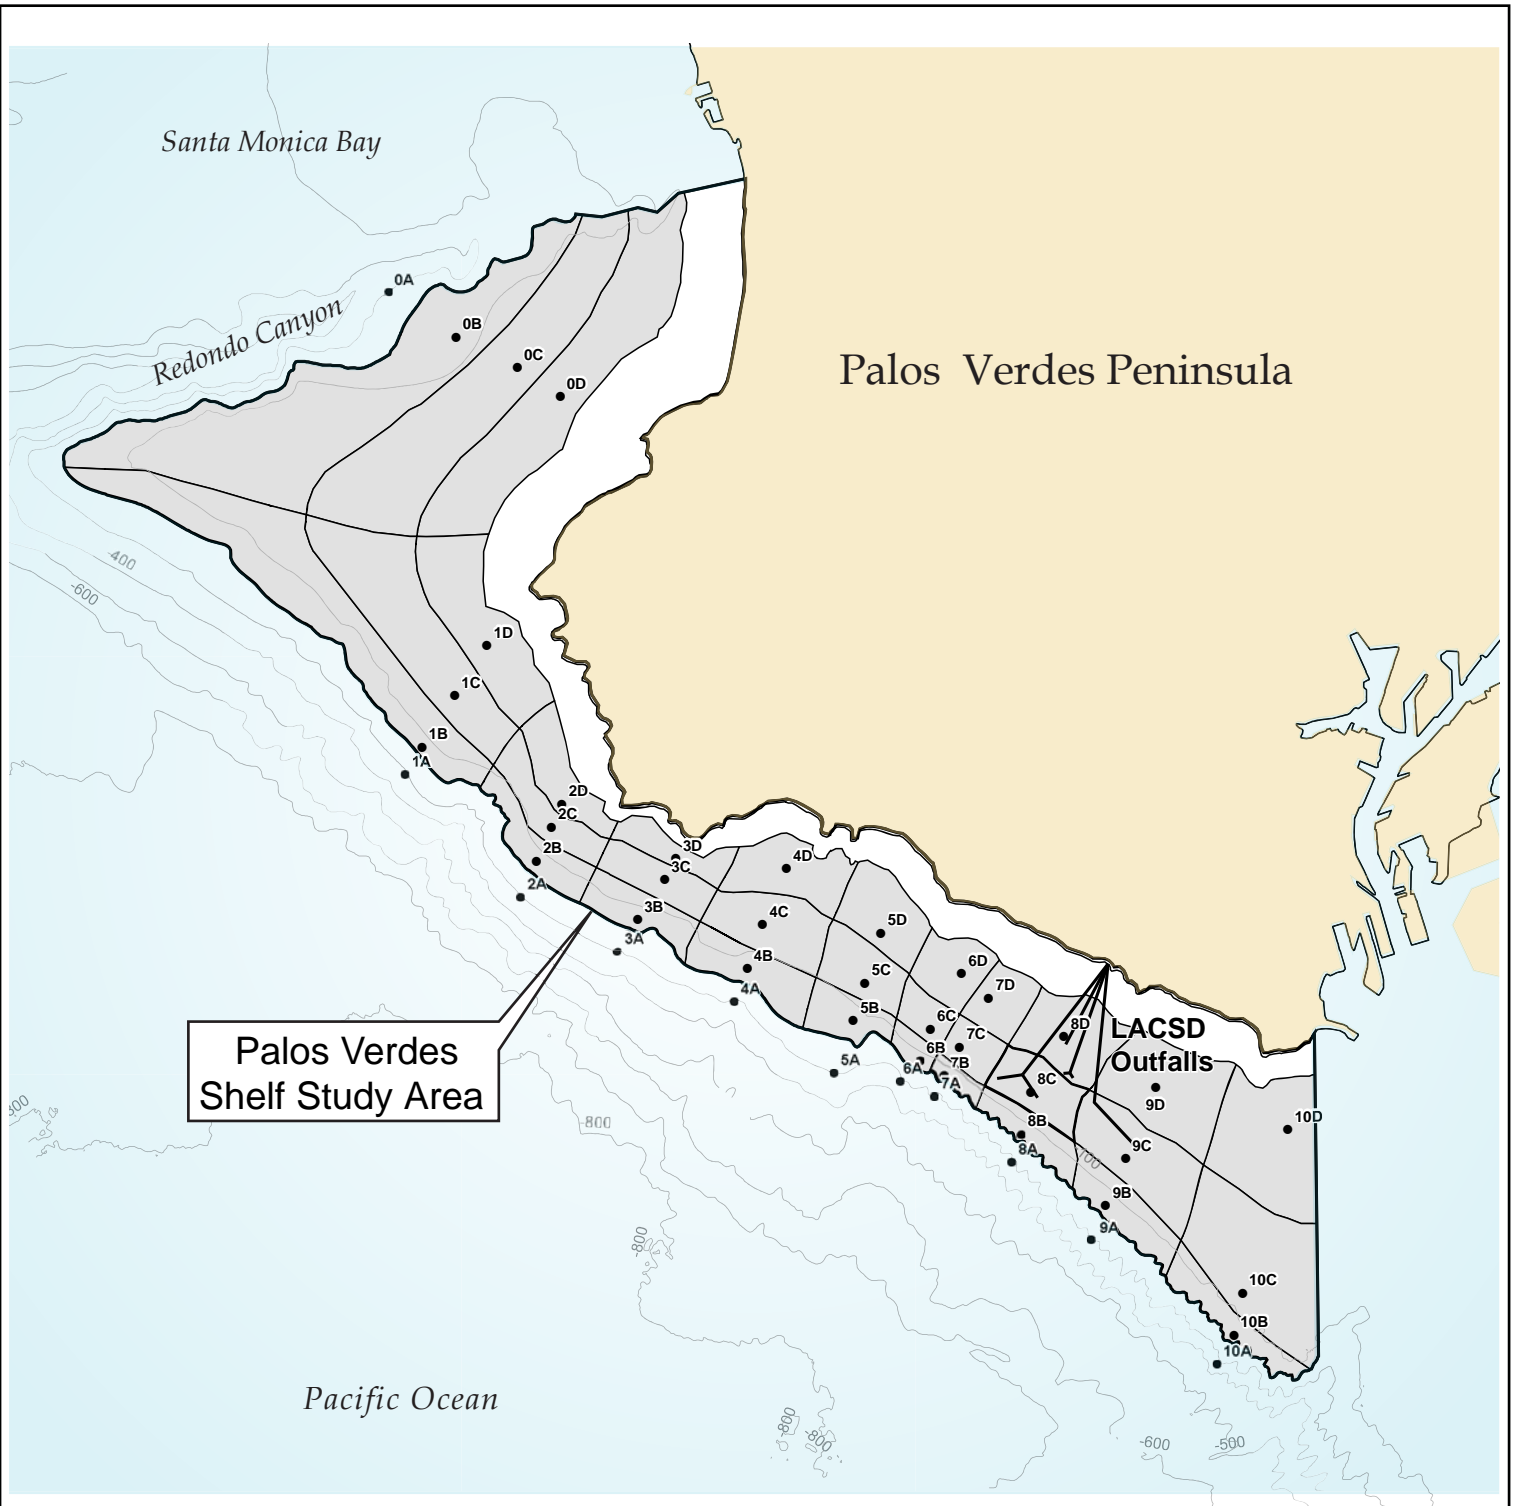 Santa Monica Bay
0A
Redondo Canyon
0B
0C
0D
Palos Verdes Peninsula
-400
-600
1D
1C
1B
1A
2D
2C
2B
2A
3D
3C
3B
3A
4D
4C
4B
4A
5D
5C
5B
5A
6D
6C
6B
6A
7D
7C
7B
7A
8D
8C
8B
8A
LACSD
Outfalls
9D
9C
9B
9A
10D
10C
10B
10A
Palos Verdes
Shelf Study Area
-800
-800
Pacific Ocean
-800
-800
-600
-500